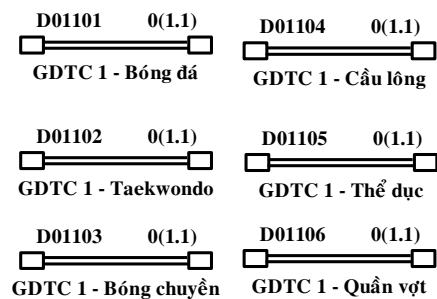 D01101 0(1.1)
GDTC 1 - Bóng đá
D01104 0(1.1)
GDTC 1 - Cầu lông
D01102 0(1.1)
GDTC 1 - Taekwondo
D01105 0(1.1)
GDTC 1 - Thể dục
D01103 0(1.1)
GDTC 1 - Bóng chuyền
D01106 0(1.1)
GDTC 1 - Quần vợt